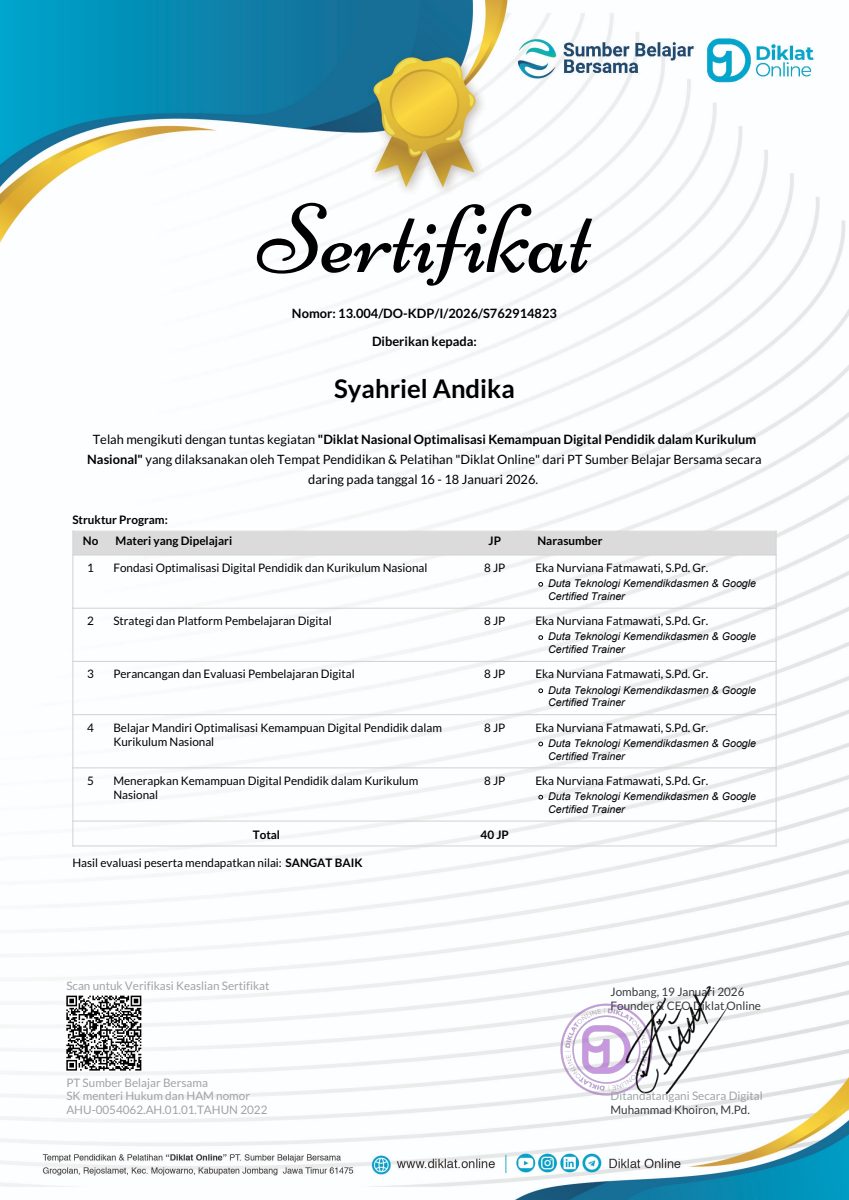 Sumber Belajar
Bersama
Diklat
Online
Sertifikat
Nomor: 13.004/DO-KDP/I/2026/S762914823
Diberikan kepada:
Syahriel Andika
Telah mengikuti dengan tuntas kegiatan "Diklat Nasional Optimalisasi Kemampuan Digital Pendidik dalam Kurikulum
Nasional" yang dilaksanakan oleh Tempat Pendidikan & Pelatihan "Diklat Online" dari PT Sumber Belajar Bersama secara
daring pada tanggal 16 - 18 Januari 2026.
Struktur Program:
No Materi yang Dipelajari JP Narasumber
1 Fondasi Optimalisasi Digital Pendidik dan Kurikulum Nasional 8 JP Eka Nurviana Fatmawati, S.Pd. Gr.
Duta Teknologi Kemendikdasmen & Google
Certified Trainer
2 Strategi dan Platform Pembelajaran Digital 8 JP Eka Nurviana Fatmawati, S.Pd. Gr.
Duta Teknologi Kemendikdasmen & Google
Certified Trainer
3 Perancangan dan Evaluasi Pembelajaran Digital 8 JP Eka Nurviana Fatmawati, S.Pd. Gr.
Duta Teknologi Kemendikdasmen & Google
Certified Trainer
4 Belajar Mandiri Optimalisasi Kemampuan Digital Pendidik dalam 8 JP Eka Nurviana Fatmawati, S.Pd. Gr.
Kurikulum Nasional Duta Teknologi Kemendikdasmen & Google
Certified Trainer
5 Menerapkan Kemampuan Digital Pendidik dalam Kurikulum 8 JP Eka Nurviana Fatmawati, S.Pd. Gr.
Nasional Duta Teknologi Kemendikdasmen & Google
Certified Trainer
Total 40 JP
Hasil evaluasi peserta mendapatkan nilai: SANGAT BAIK
Scan untuk Verifikasi Keaslian Sertifikat
PT Sumber Belajar Bersama
SK menteri Hukum dan HAM nomor
AHU-0054062.AH.01.01.TAHUN 2022
Jombang, 19 Januari 2026
Founder & CEO Diklat Online
DIKLATONLINE
Ditandatangani Secara Digital
Muhammad Khoiron, M.Pd.
Tempat Pendidikan & Pelatihan “Diklat Online” PT. Sumber Belajar Bersama
Grogolan, Rejoslamet, Kec. Mojowarno, Kabupaten Jombang Jawa Timur 61475
www.diklat.online
Diklat Online